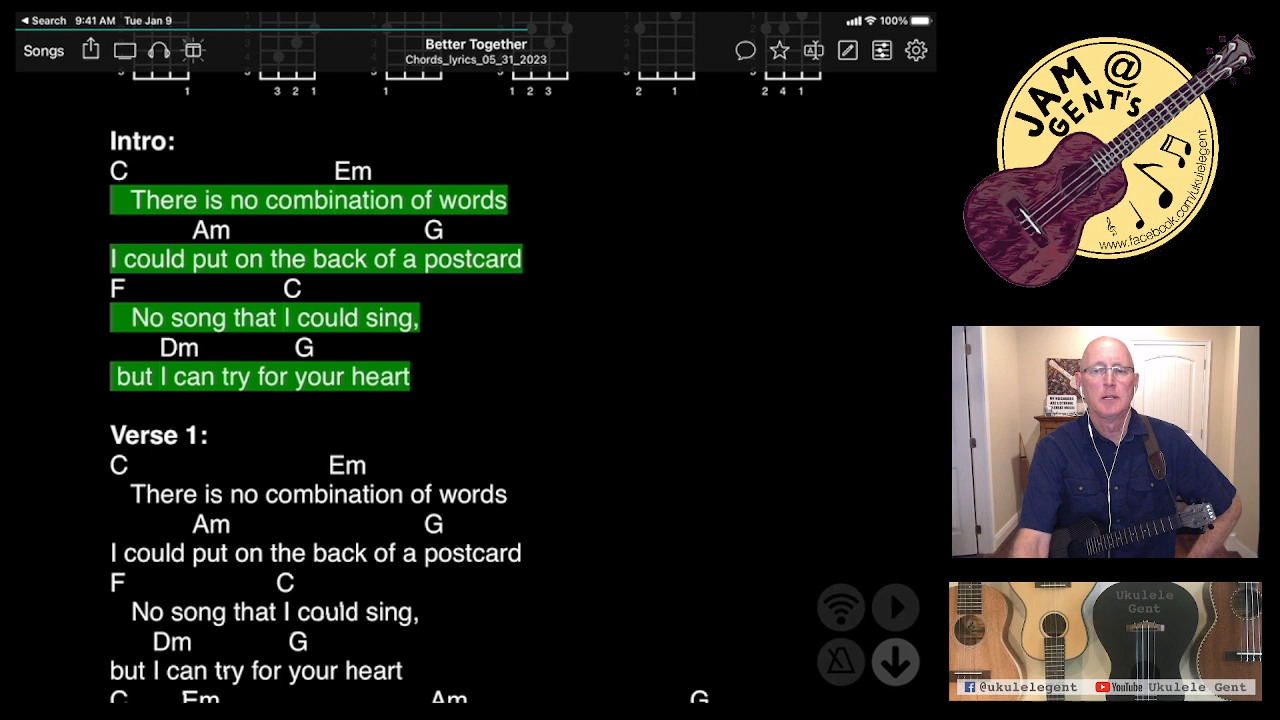 Search 9:41 AM Tue Jan 9 100%
Songs
Better Together
Chords_lyrics_05_31_2023
1 3 2 1 1 1 2 3 2 1 2 4 1
Intro:
C Em
There is no combination of words
Am G
I could put on the back of a postcard
F C
No song that I could sing,
Dm G
but I can try for your heart
Verse 1:
C Em
There is no combination of words
Am G
I could put on the back of a postcard
F C
No song that I could sing,
Dm G
but I can try for your heart
C Em Am G
JAM @
GENT'S
www.facebook.com/ukulelegent
Ukulele
Gent
@ukulelegent YouTube Ukulele Gent